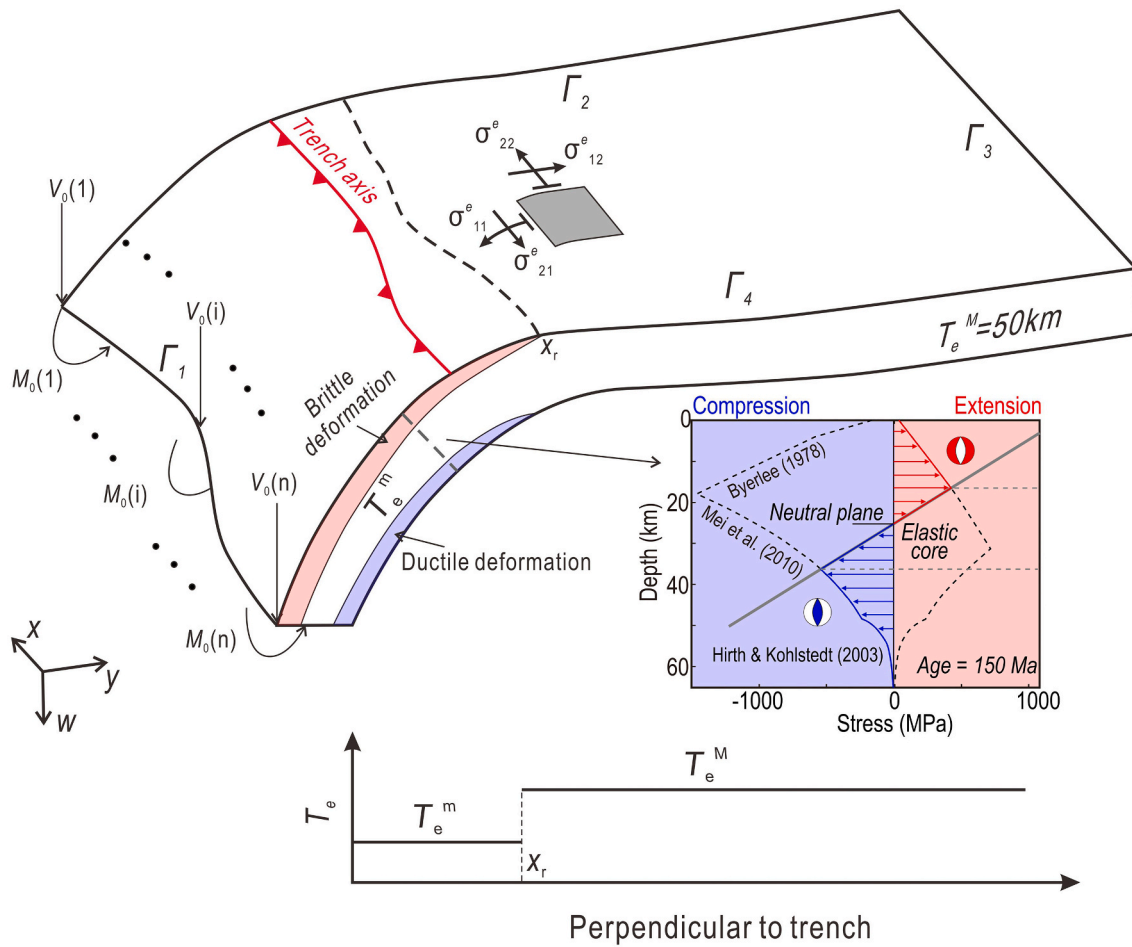 Γ₂
Γ₃
Trench axis
σᵉ₂₂
σᵉ₁₂
V₀(1)
σᵉ₁₁
σᵉ₂₁
Γ₄
V₀(i)
Tₑᴹ=50km
Γ₁
xᵣ
M₀(1)
Brittle
deformation
Compression
Extension
V₀(n)
Tₑᵐ
M₀(i)
Ductile deformation
0
20
40
60
Depth (km)
Byerlee (1978)
Mei et al. (2010)
Neutral plane
Elastic
core
Hirth & Kohlstedt (2003)
Age = 150 Ma
-1000
0
1000
Stress (MPa)
M₀(n)
x
y
w
Tₑ
Tₑᵐ
Tₑᴹ
xᵣ
Perpendicular to trench